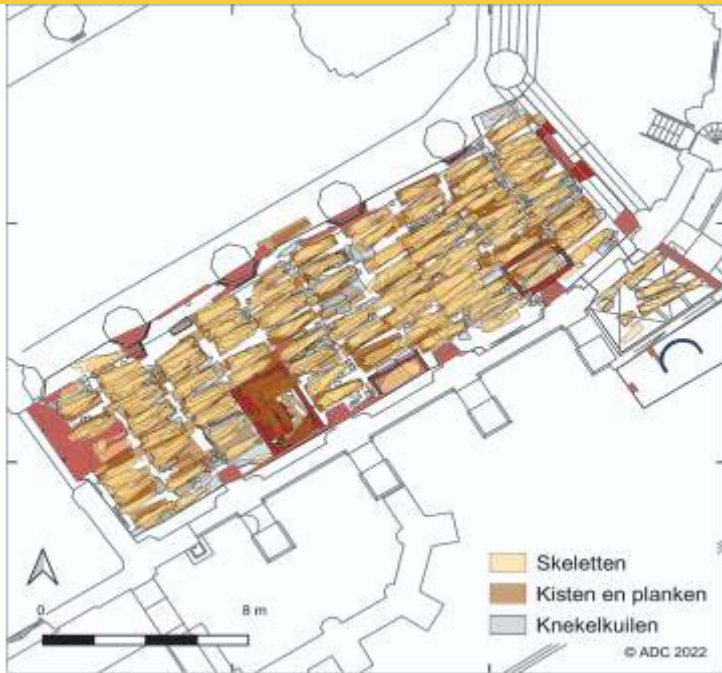 Skeletten
Kisten en planken
Knekelkuilen
0 8 m
© ADC 2022